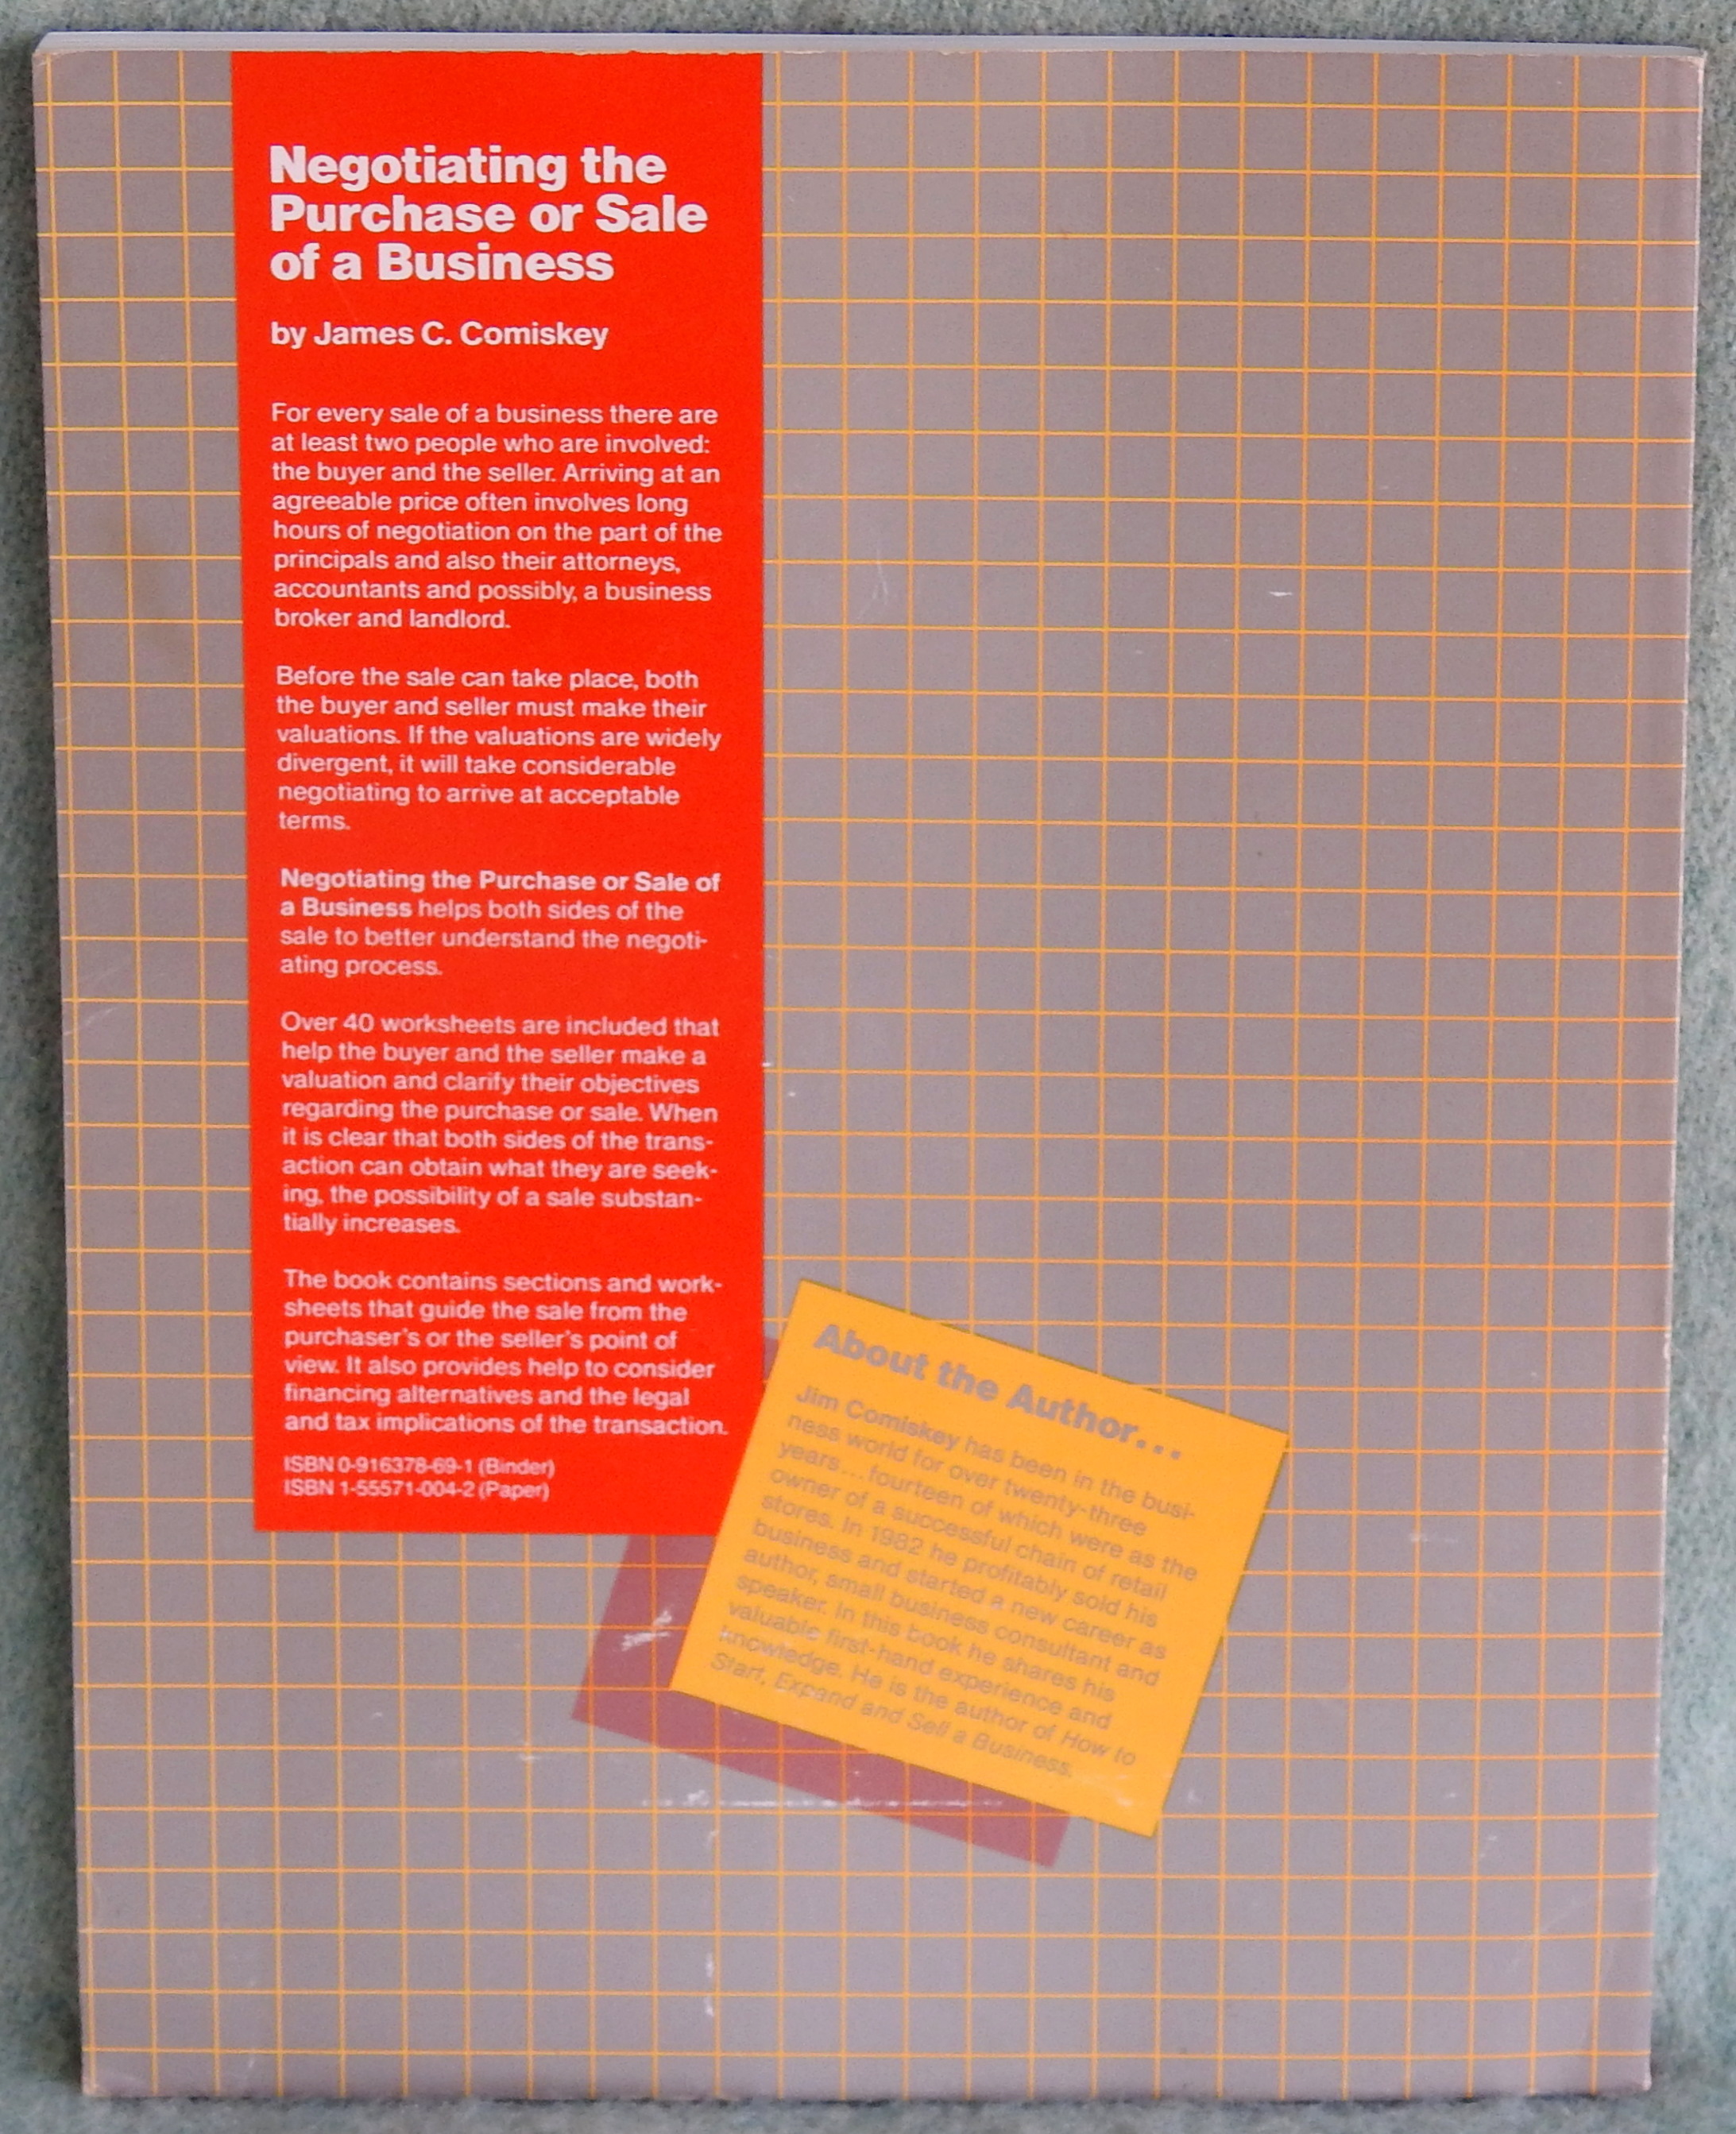 Negotiating the
Purchase or Sale
of a Business
by James C. Comiskey
For every sale of a business there are
at least two people who are involved:
the buyer and the seller. Arriving at an
agreeable price often involves long
hours of negotiation on the part of the
principals and also their attorneys,
accountants and possibly, a business
broker and landlord.
Before the sale can take place, both
the buyer and seller must make their
valuations. If the valuations are widely
divergent, it will take considerable
negotiating to arrive at acceptable
terms.
Negotiating the Purchase or Sale of
a Business helps both sides of the
sale to better understand the negoti-
ating process.
Over 40 worksheets are included that
help the buyer and the seller make a
valuation and clarify their objectives
regarding the purchase or sale. When
it is clear that both sides of the trans-
action can obtain what they are seek-
ing, the possibility of a sale substan-
tially increases.
The book contains sections and work-
sheets that guide the sale from the
purchaser's or the seller's point of
view. It also provides help to consider
financing alternatives and the legal
and tax implications of the transaction.
ISBN 0-916378-69-1 (Binder)
ISBN 1-55571-004-2 (Paper)
About the Author...
Jim Comiskey has been in the busi-
ness world for over twenty-three
years...fourteen of which were as the
owner of a successful chain of retail
stores. In 1982 he profitably sold his
business and started a new career as
author, small business consultant and
speaker. In this book he shares his
valuable first-hand experience and
knowledge. He is the author of How to
Start, Expand and Sell a Business.